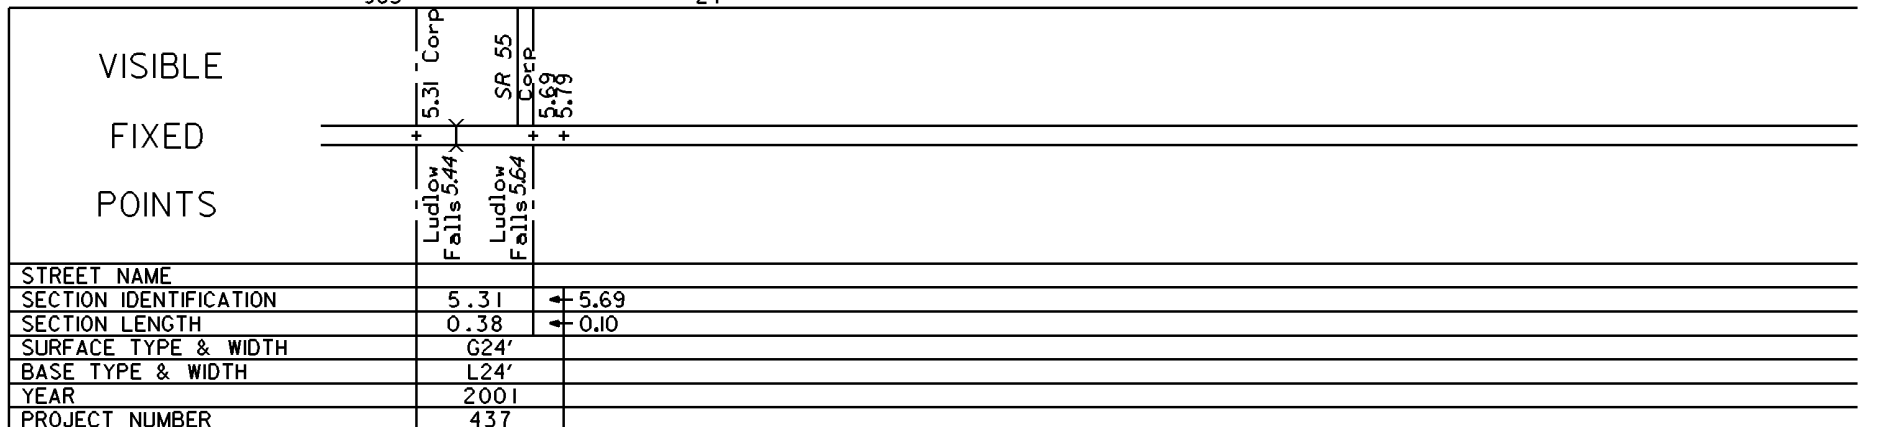 VISIBLE
FIXED
POINTS
5.31 Corp
SR 55
Corp
5.69
5.79
Ludlow
Falls 5.44
Ludlow
Falls 5.64
STREET NAME
SECTION IDENTIFICATION 5.31 5.69
SECTION LENGTH 0.38 0.10
SURFACE TYPE & WIDTH G24'
BASE TYPE & WIDTH L24'
YEAR 2001
PROJECT NUMBER 437